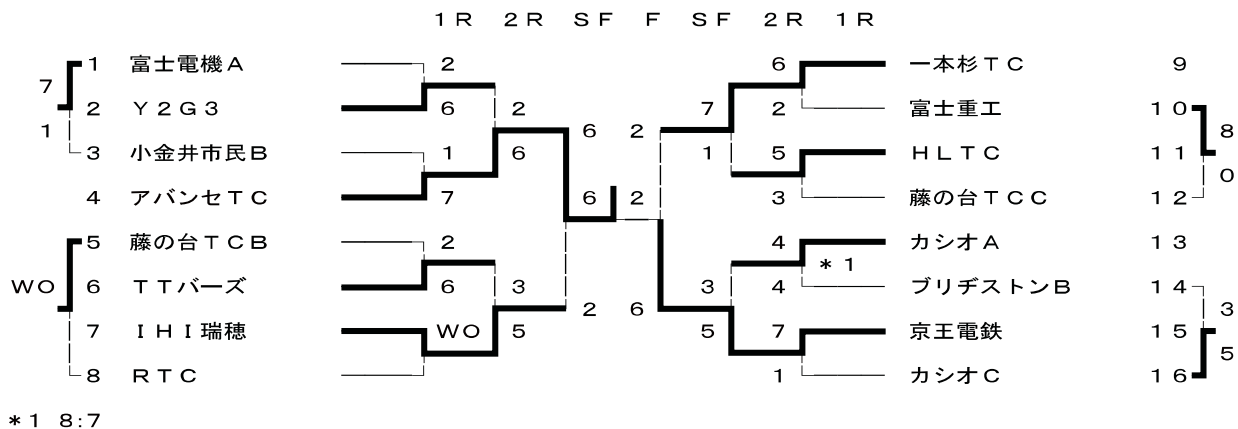 1R 2R SF F SF 2R 1R
1 富士電機A 2 6 一本杉TC 9
7
2 Y2G3 6 2 7 2 富士重工 10
1 6 2 8
3 小金井市民B 1 6 1 5 HLTC 11
0
4 アバンセTC 7 6 2 3 藤の台TCC 12
5 藤の台TCB 2 4 カシオA 13
*1
WO 6 TTバーズ 6 3 3 4 ブリヂストンB 14
2 6 3
7 IHI瑞穂 WO 5 5 7 京王電鉄 15
5
8 RTC 1 カシオC 16
*1 8:7